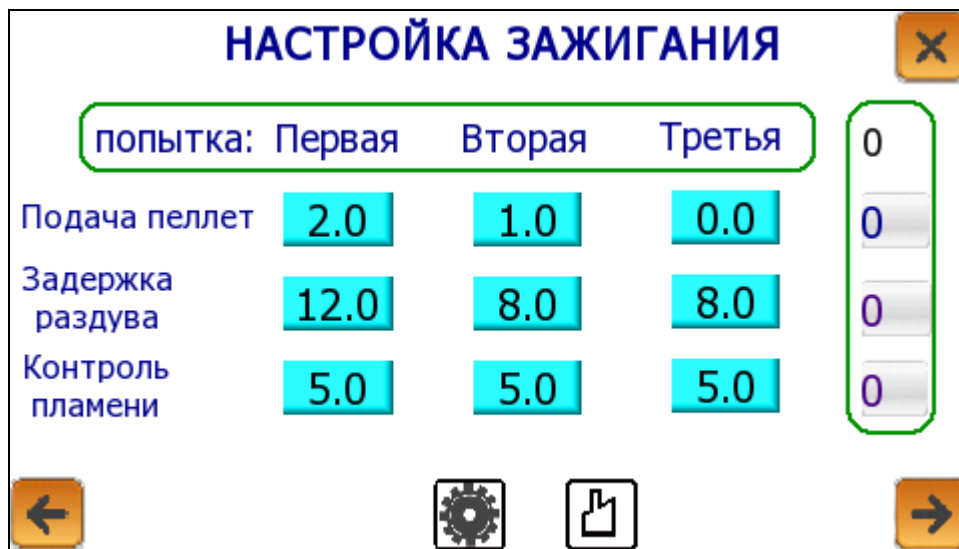 НАСТРОЙКА ЗАЖИГАНИЯ
попытка: Первая Вторая Третья 0
Подача пеллет 2.0 1.0 0.0 0
Задержка
раздува 12.0 8.0 8.0 0
Контроль
пламени 5.0 5.0 5.0 0